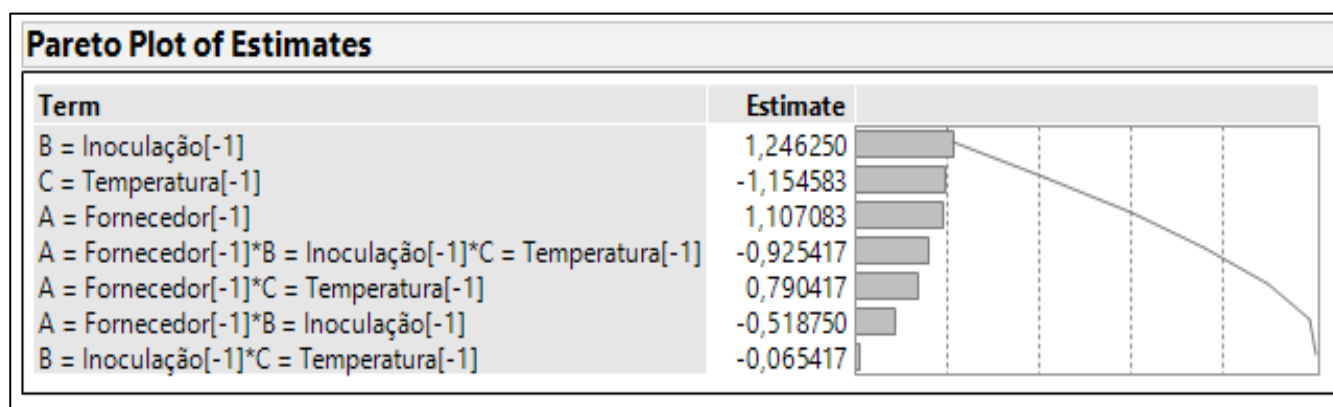 Pareto Plot of Estimates
Term Estimate
B = Inoculação[-1] 1,246250
C = Temperatura[-1] -1,154583
A = Fornecedor[-1] 1,107083
A = Fornecedor[-1]*B = Inoculação[-1]*C = Temperatura[-1] -0,925417
A = Fornecedor[-1]*C = Temperatura[-1] 0,790417
A = Fornecedor[-1]*B = Inoculação[-1] -0,518750
B = Inoculação[-1]*C = Temperatura[-1] -0,065417